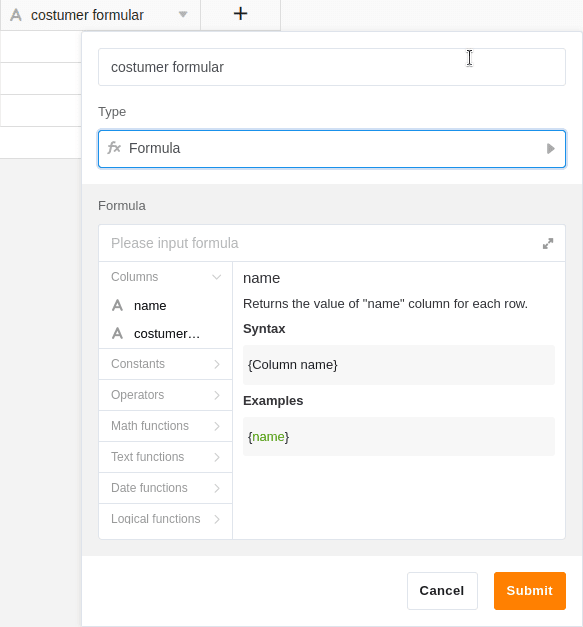 costumer formular
costumer formular
Type
Formula
Formula
Please input formula
Columns
name
costumer…
Constants
Operators
Math functions
Text functions
Date functions
Logical functions
name
Returns the value of "name" column for each row.
Syntax
{Column name}
Examples
{name}
Cancel
Submit